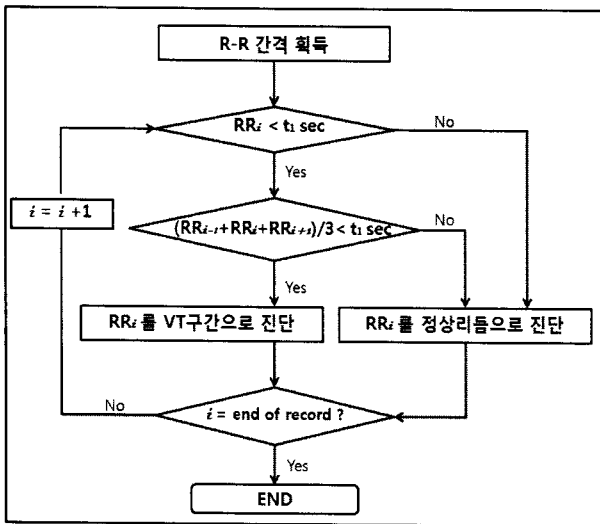 R-R 간격 획득
RRi < t1 sec
No
Yes
i = i +1
(RRi-1+RRi+RRi+1)/3 < t1 sec
No
Yes
RRi 를 VT구간으로 진단
RRi 를 정상리듬으로 진단
No
i = end of record ?
Yes
END